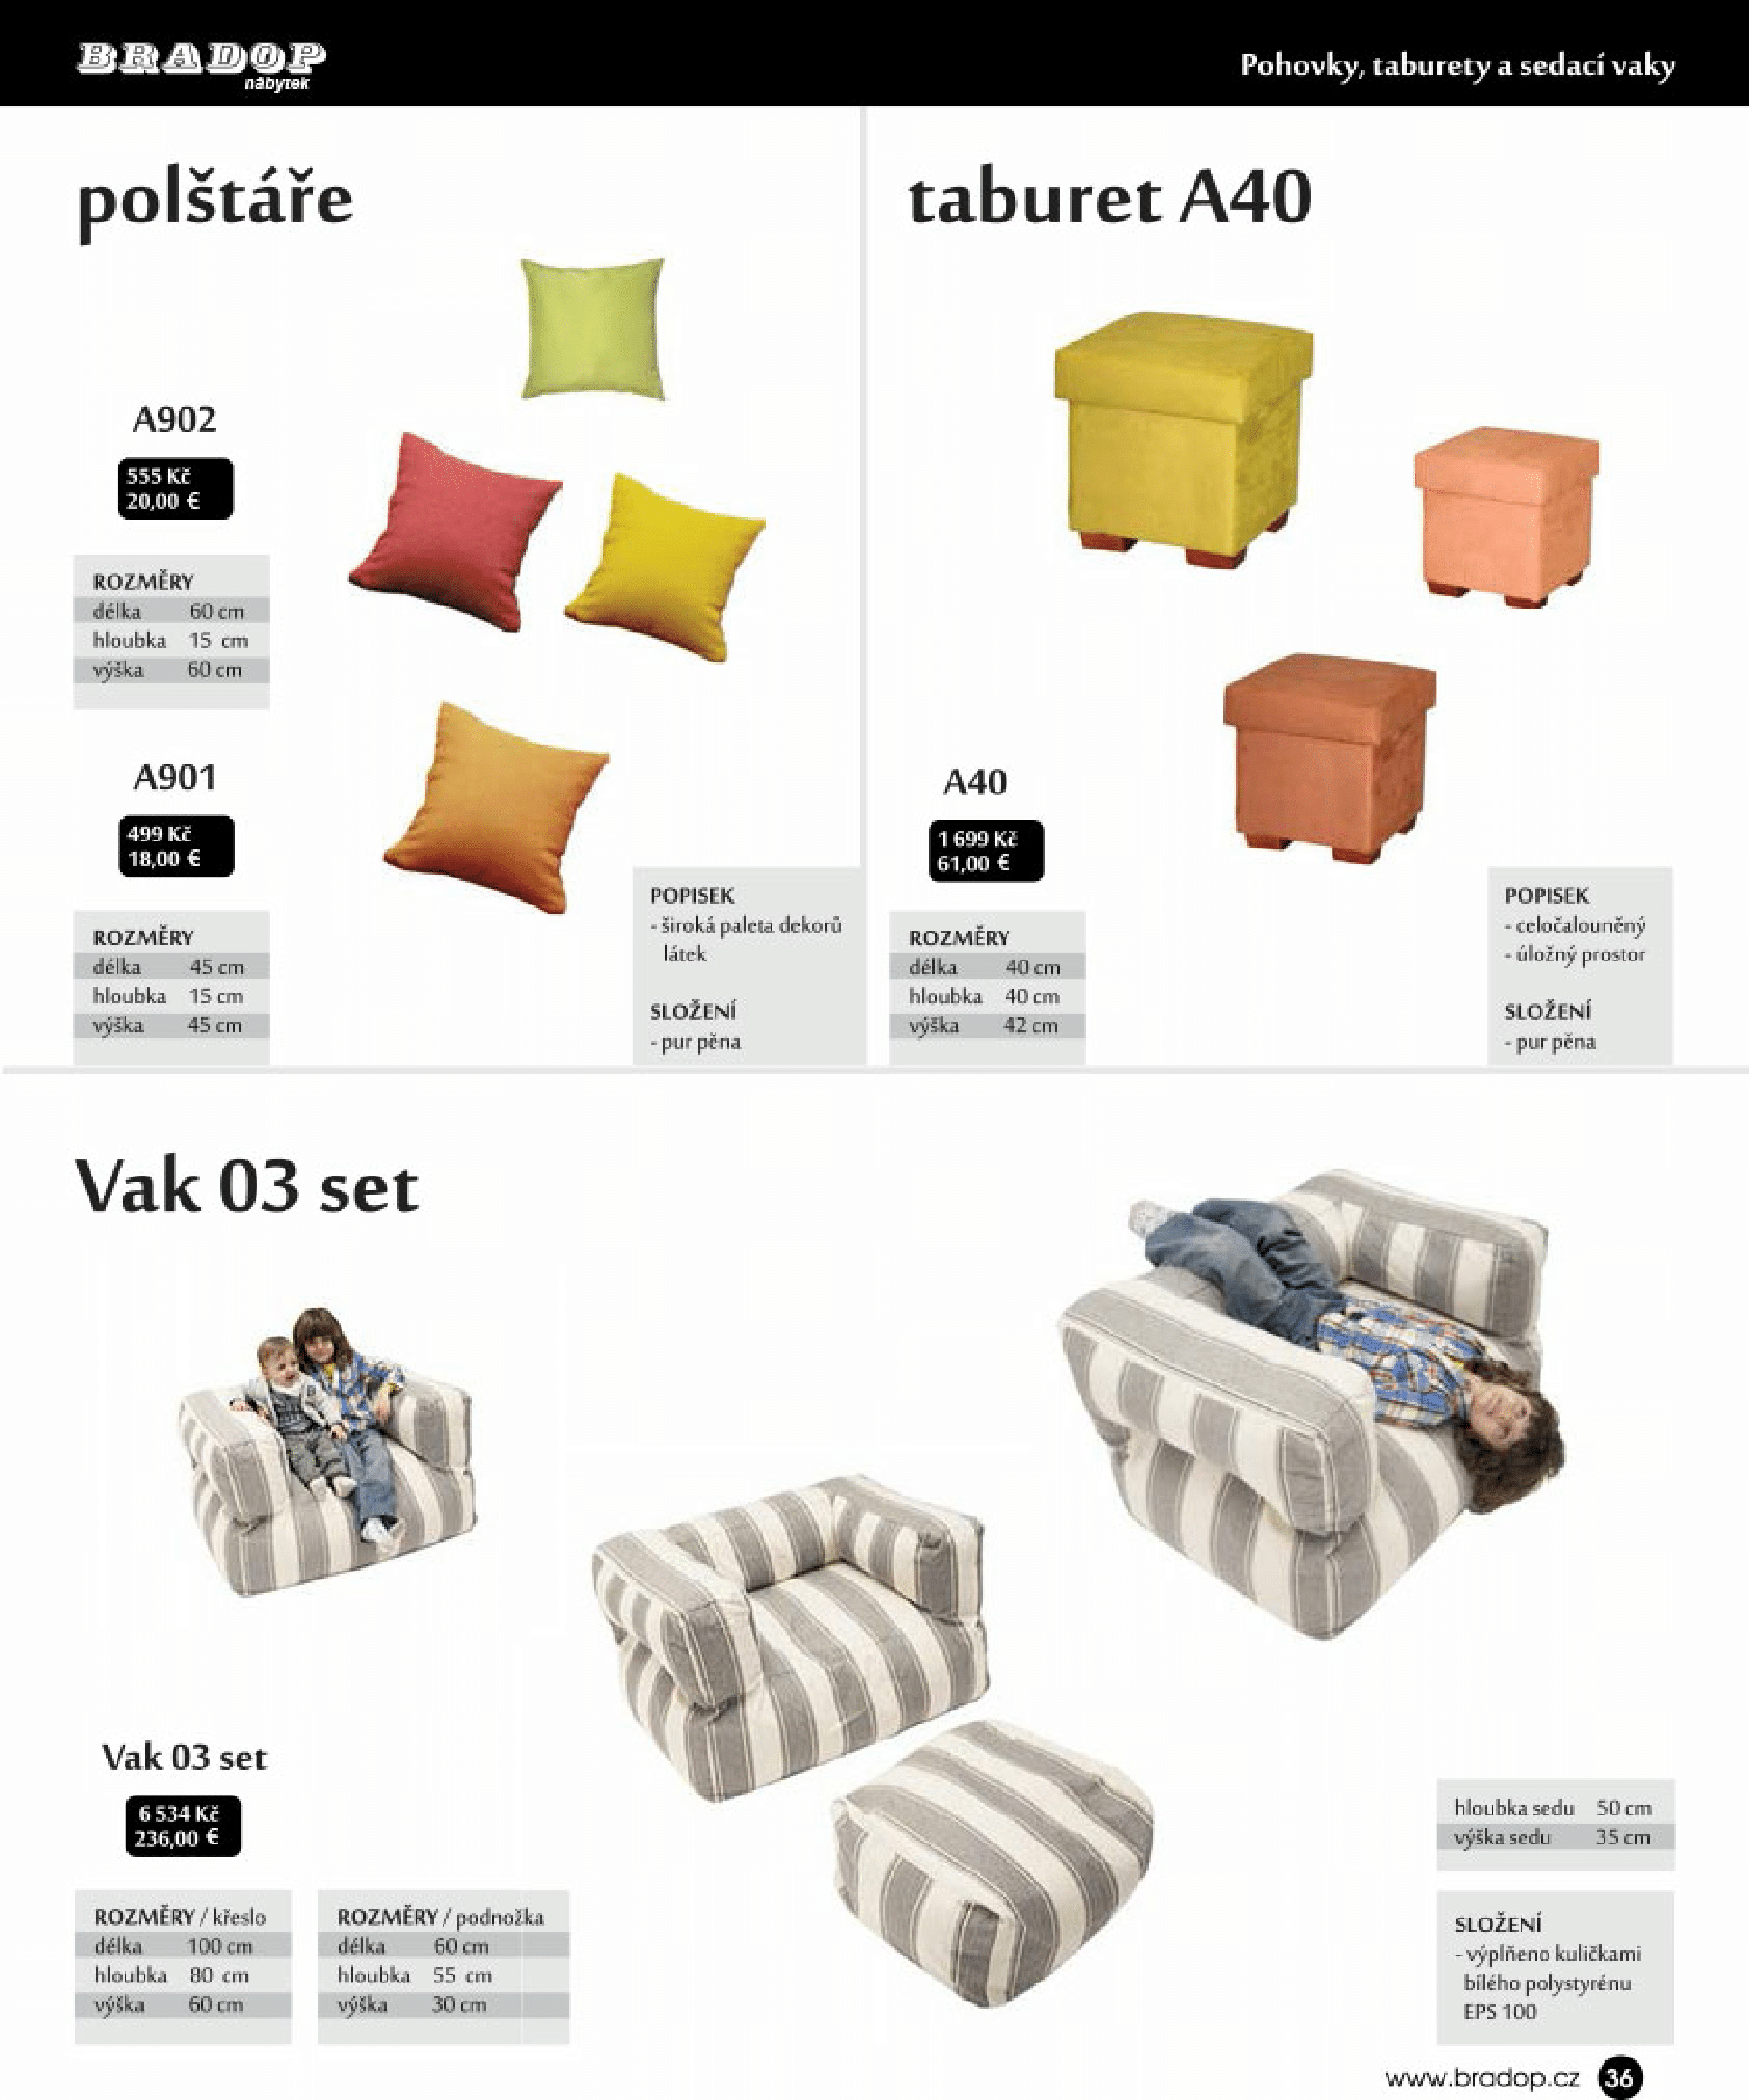 BRADOP
nábytek
Pohovky, taburety a sedací vaky
polštáře
A902
555 Kč
20,00 €
ROZMĚRY
délka 60 cm
hloubka 15 cm
výška 60 cm
A901
499 Kč
18,00 €
ROZMĚRY
délka 45 cm
hloubka 15 cm
výška 45 cm
POPISEK
- široká paleta dekorů
látek
SLOŽENÍ
- pur pěna
taburet A40
A40
1 699 Kč
61,00 €
ROZMĚRY
délka 40 cm
hloubka 40 cm
výška 42 cm
POPISEK
- celočalouněný
- úložný prostor
SLOŽENÍ
- pur pěna
Vak 03 set
Vak 03 set
6 534 Kč
236,00 €
ROZMĚRY / křeslo
délka 100 cm
hloubka 80 cm
výška 60 cm
ROZMĚRY / podnožka
délka 60 cm
hloubka 55 cm
výška 30 cm
hloubka sedu 50 cm
výška sedu 35 cm
SLOŽENÍ
- výplňeno kuličkami
bílého polystyrénu
EPS 100
www.bradop.cz 36